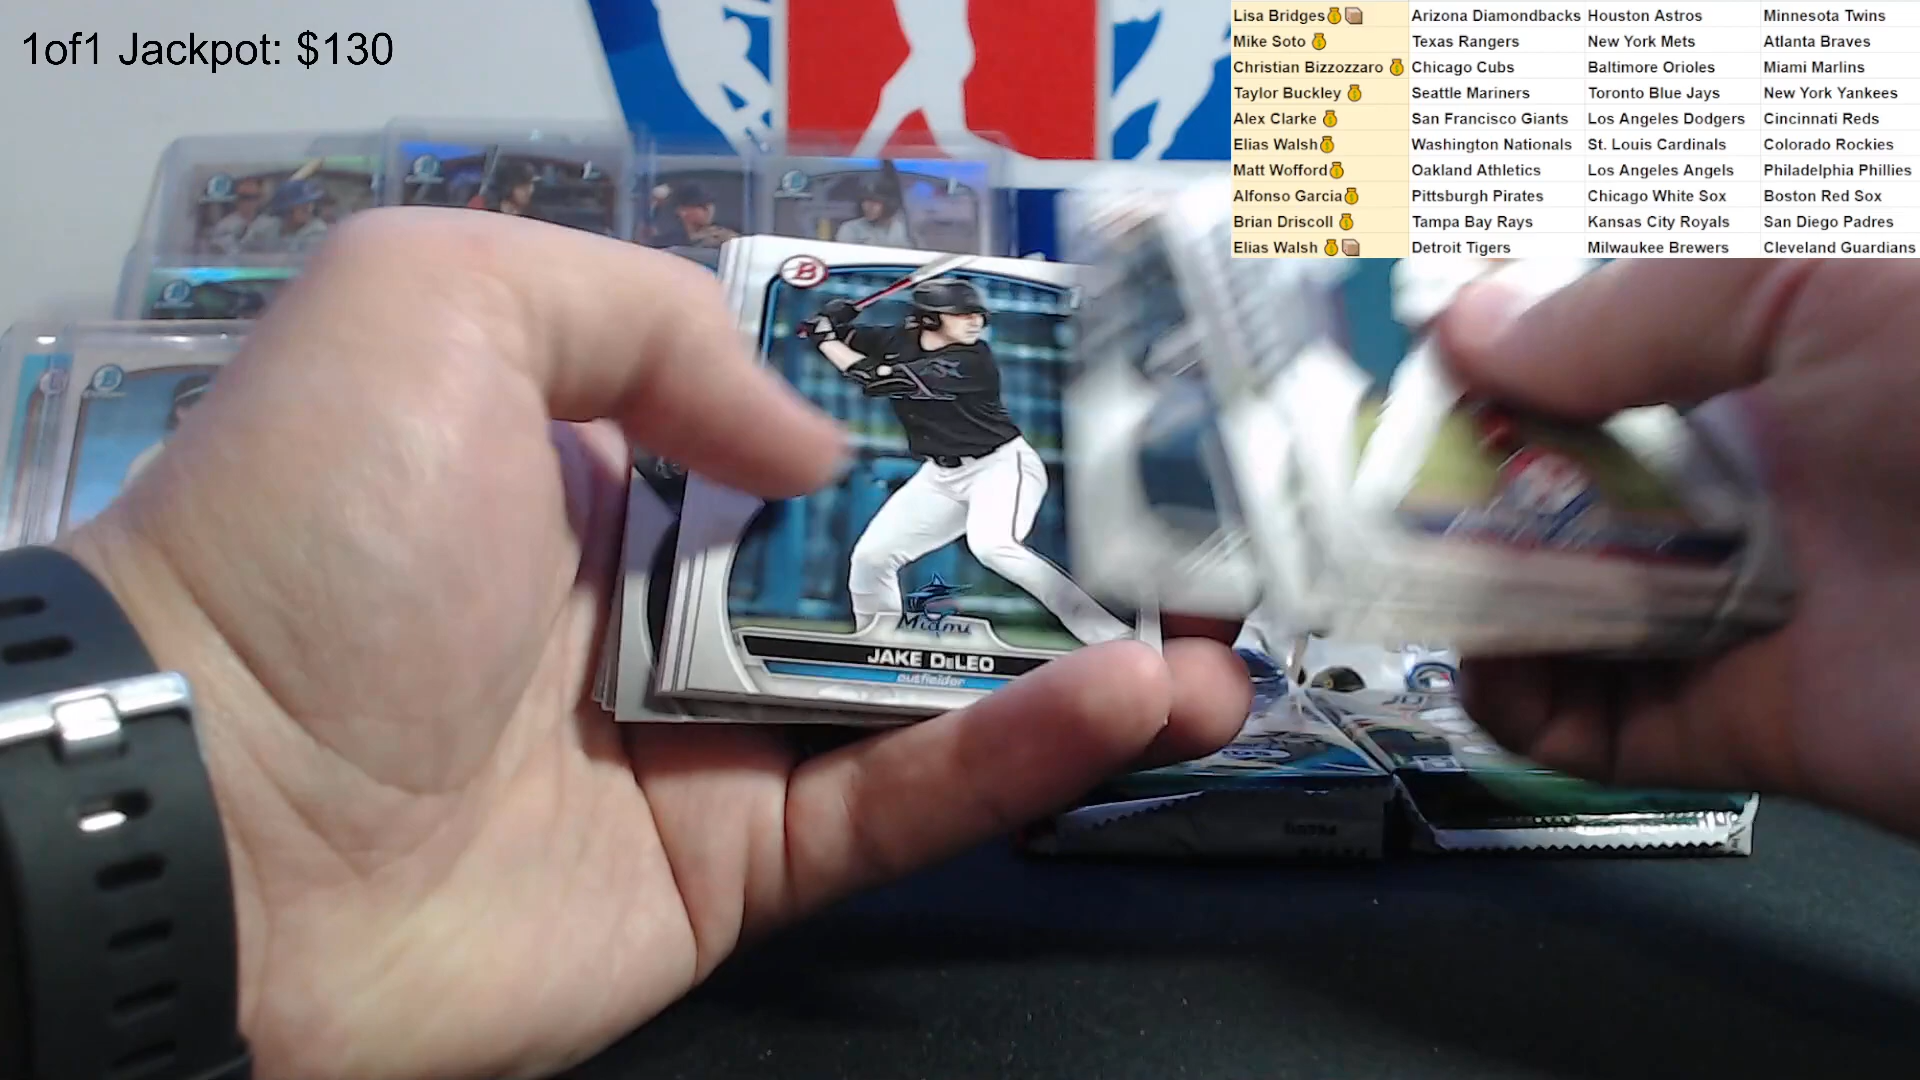 1of1 Jackpot: $130
Lisa Bridges Arizona Diamondbacks Houston Astros Minnesota Twins
Mike Soto Texas Rangers New York Mets Atlanta Braves
Christian Bizzozzaro Chicago Cubs Baltimore Orioles Miami Marlins
Taylor Buckley Seattle Mariners Toronto Blue Jays New York Yankees
Alex Clarke San Francisco Giants Los Angeles Dodgers Cincinnati Reds
Elias Walsh Washington Nationals St. Louis Cardinals Colorado Rockies
Matt Wofford Oakland Athletics Los Angeles Angels Philadelphia Phillies
Alfonso Garcia Pittsburgh Pirates Chicago White Sox Boston Red Sox
Brian Driscoll Tampa Bay Rays Kansas City Royals San Diego Padres
Elias Walsh Detroit Tigers Milwaukee Brewers Cleveland Guardians
B
Miami
JAKE DeLEO
outfielder